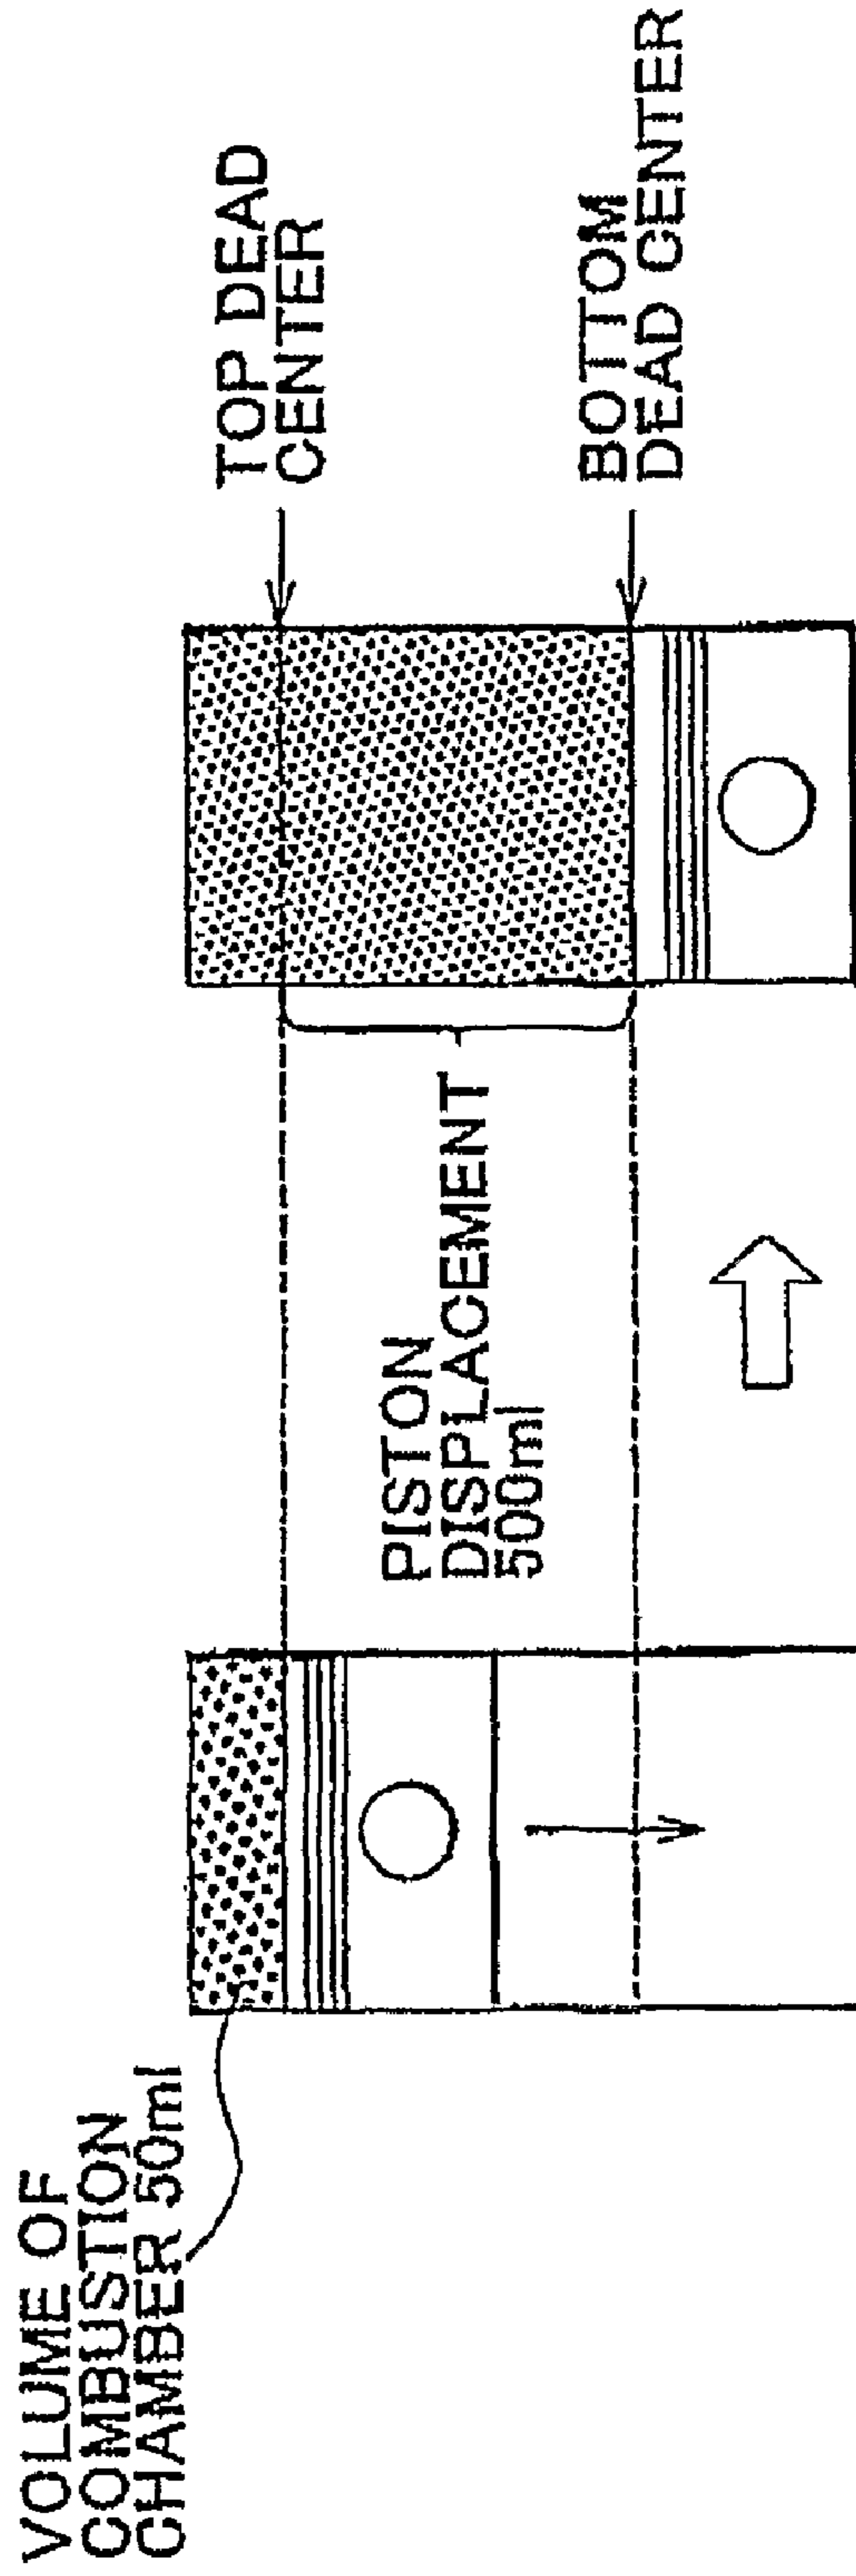 VOLUME OF
COMBUSTION
CHAMBER 50ml
PISTON
DISPLACEMENT
500ml
TOP DEAD
CENTER
BOTTOM
DEAD CENTER